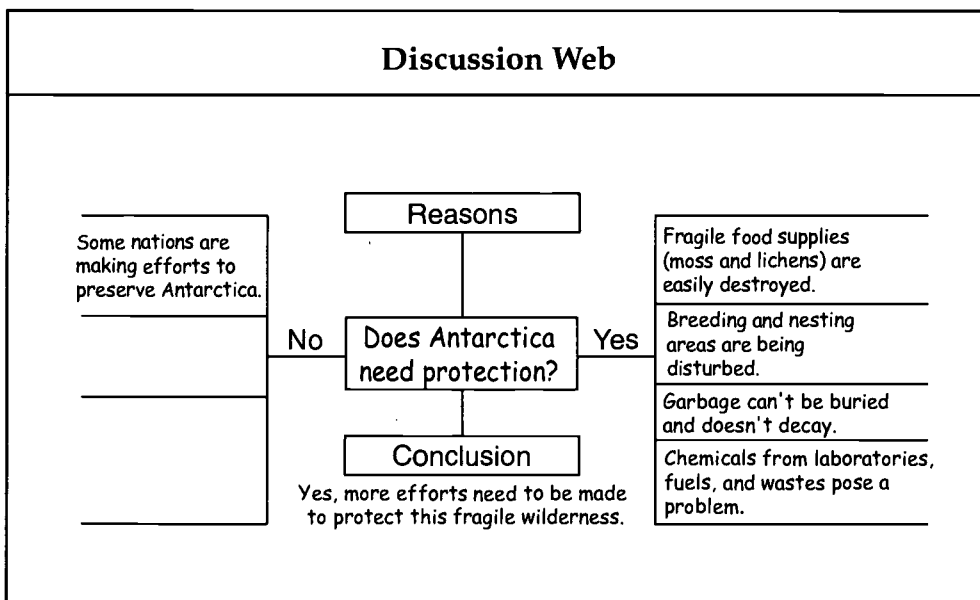 Discussion Web
Reasons
Some nations are
making efforts to
preserve Antarctica.
No
Does Antarctica
need protection?
Yes
Fragile food supplies
(moss and lichens) are
easily destroyed.
Breeding and nesting
areas are being
disturbed.
Garbage can't be buried
and doesn't decay.
Chemicals from laboratories,
fuels, and wastes pose a
problem.
Conclusion
Yes, more efforts need to be made
to protect this fragile wilderness.